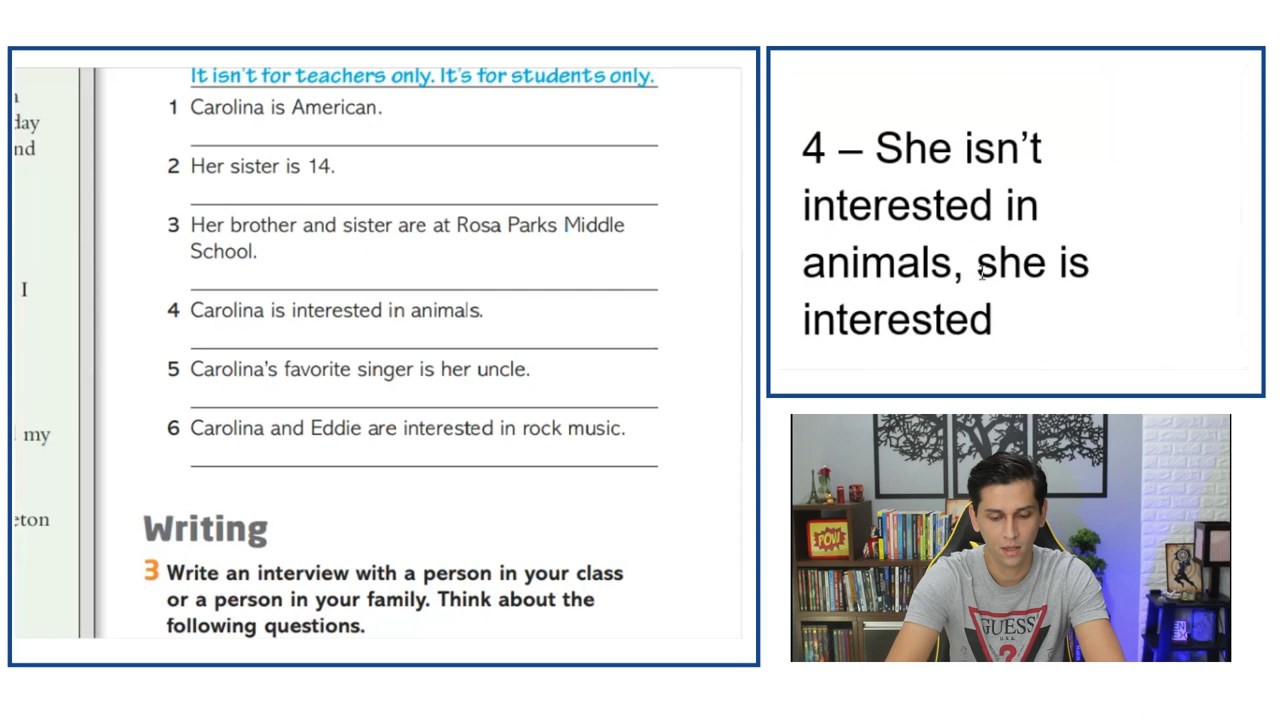 a
day
nd
I
my
eton
It isn't for teachers only. It's for students only.
1 Carolina is American.
2 Her sister is 14.
3 Her brother and sister are at Rosa Parks Middle
School.
4 Carolina is interested in animals.
5 Carolina's favorite singer is her uncle.
6 Carolina and Eddie are interested in rock music.
Writing
3 Write an interview with a person in your class
or a person in your family. Think about the
following questions.
4 – She isn't
interested in
animals, she is
interested
POW
GUESS
U.S.A.
?